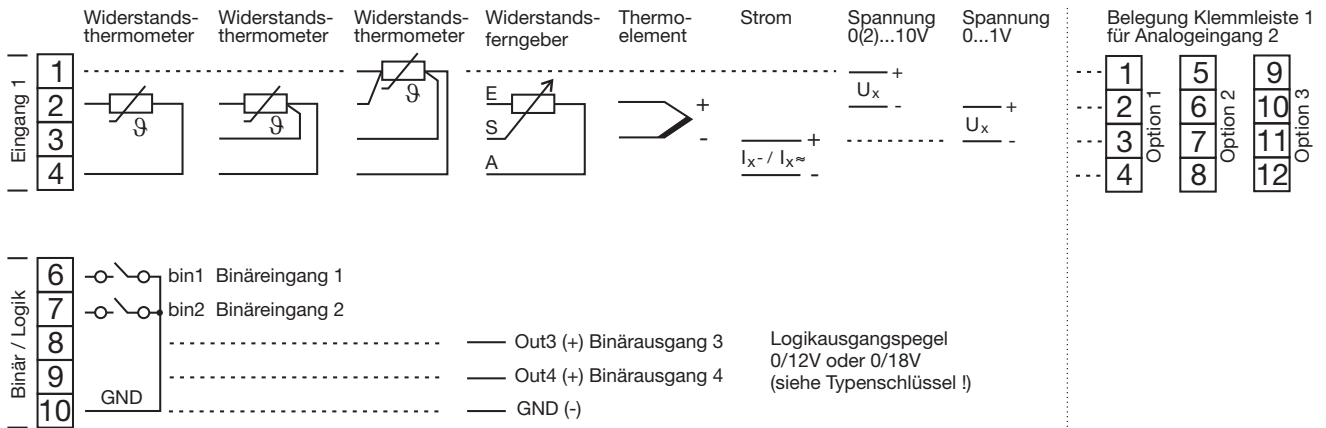 Widerstands-
thermometer
Widerstands-
thermometer
Widerstands-
thermometer
Widerstands-
ferngeber
Thermo-
element
Strom
Spannung
0(2)...10V
Spannung
0...1V
Belegung Klemmleiste 1
für Analogeingang 2
Eingang 1
1
2
3
4
ϑ
ϑ
ϑ
E
S
A
+
-
+
Ix- / Ix≈
-
+
Ux
-
+
Ux
-
1
2
3
4
Option 1
5
6
7
8
Option 2
9
10
11
12
Option 3
Binär / Logik
6
7
8
9
10
bin1 Binäreingang 1
bin2 Binäreingang 2
GND
Out3 (+) Binärausgang 3
Out4 (+) Binärausgang 4
GND (-)
Logikausgangspegel
0/12V oder 0/18V
(siehe Typenschlüssel !)